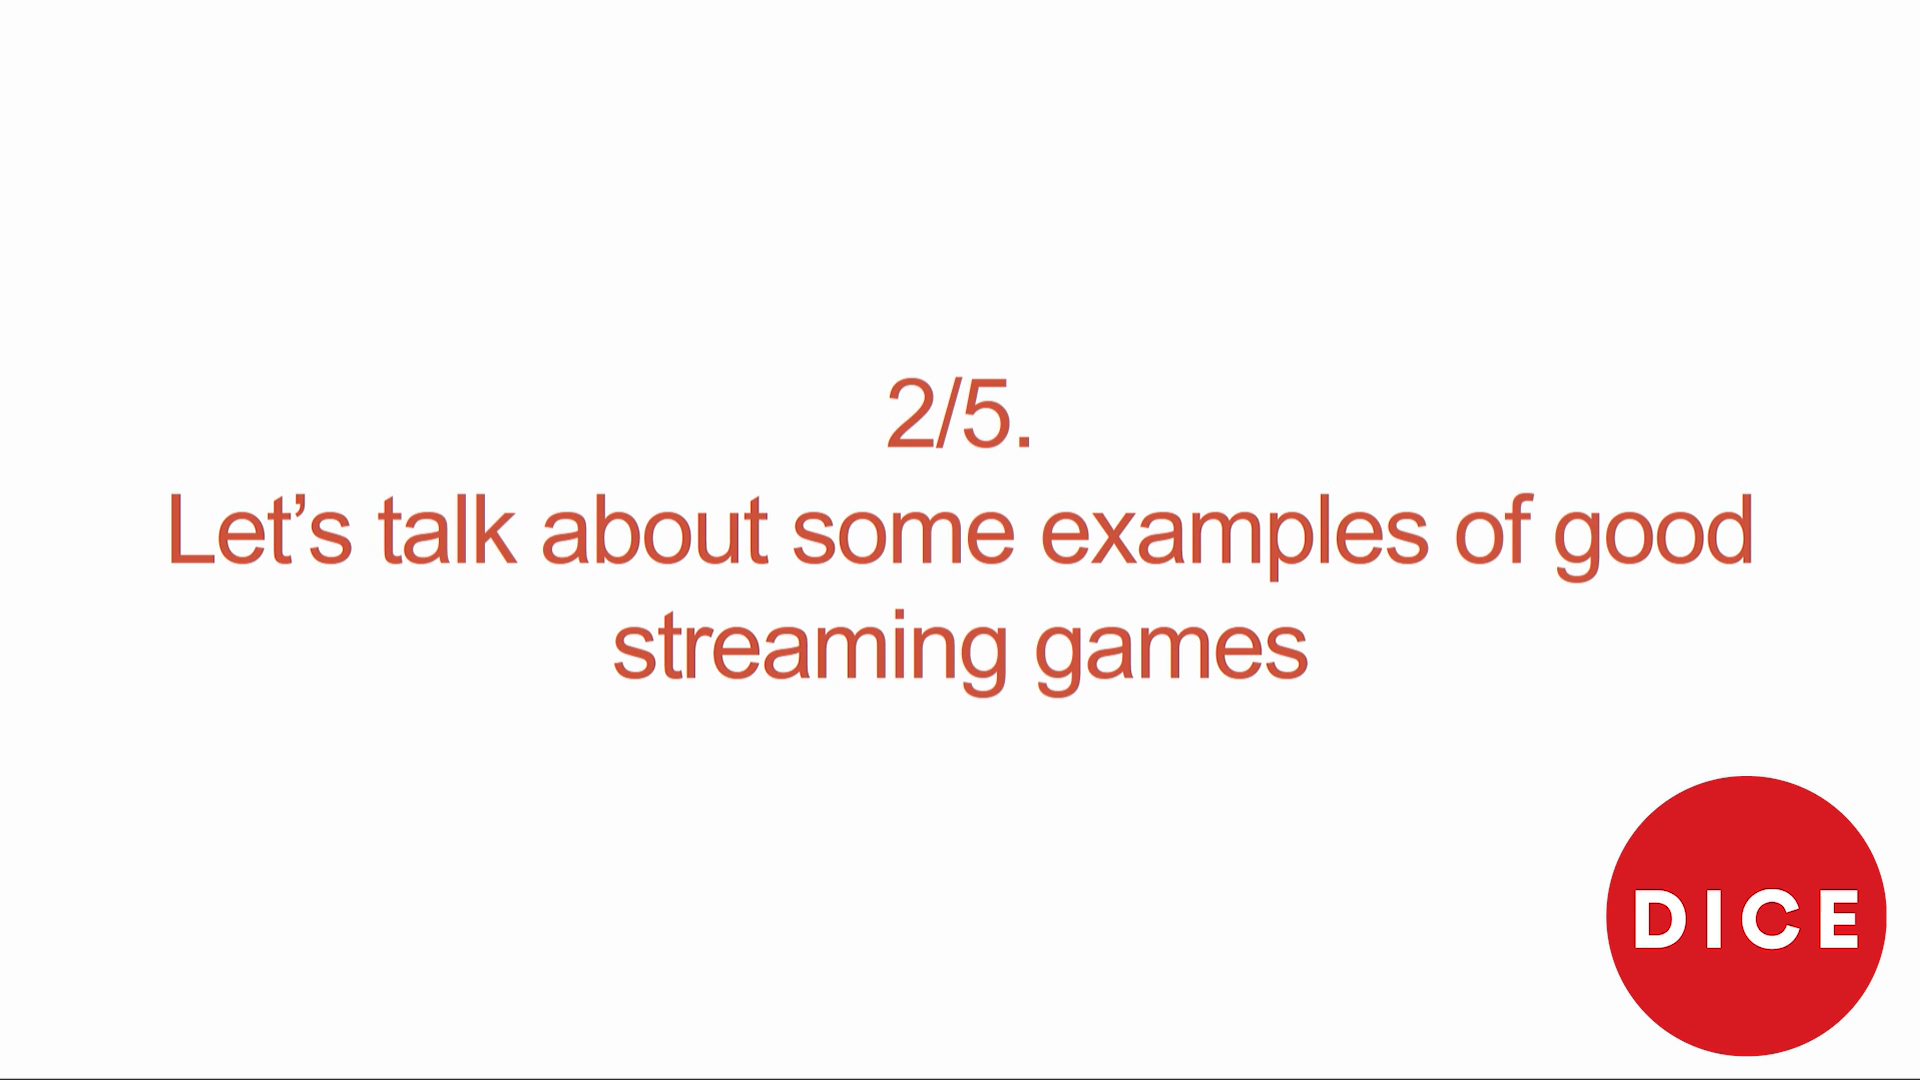 2/5.
Let’s talk about some examples of good
streaming games
DICE